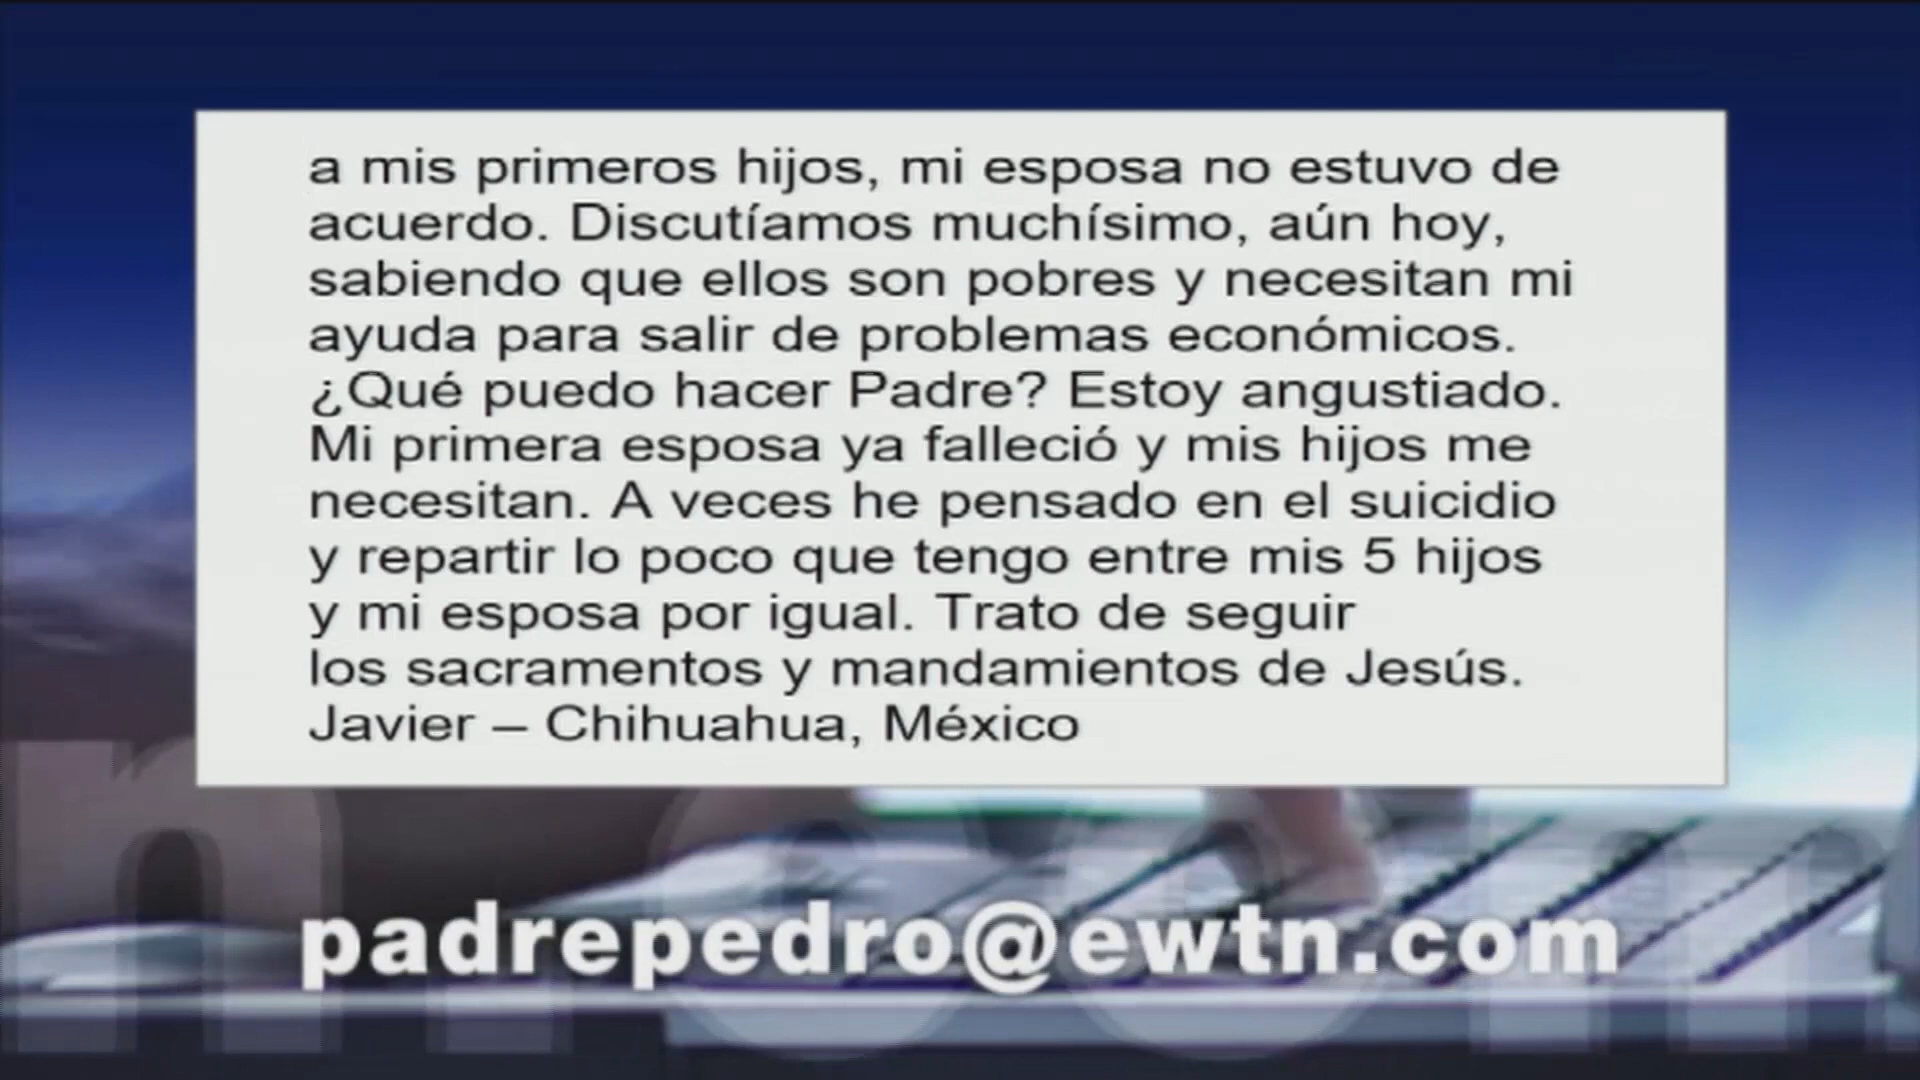 a mis primeros hijos, mi esposa no estuvo de
acuerdo. Discutíamos muchísimo, aún hoy,
sabiendo que ellos son pobres y necesitan mi
ayuda para salir de problemas económicos.
¿Qué puedo hacer Padre? Estoy angustiado.
Mi primera esposa ya falleció y mis hijos me
necesitan. A veces he pensado en el suicidio
y repartir lo poco que tengo entre mis 5 hijos
y mi esposa por igual. Trato de seguir
los sacramentos y mandamientos de Jesús.
Javier – Chihuahua, México
padrepedro@ewtn.com